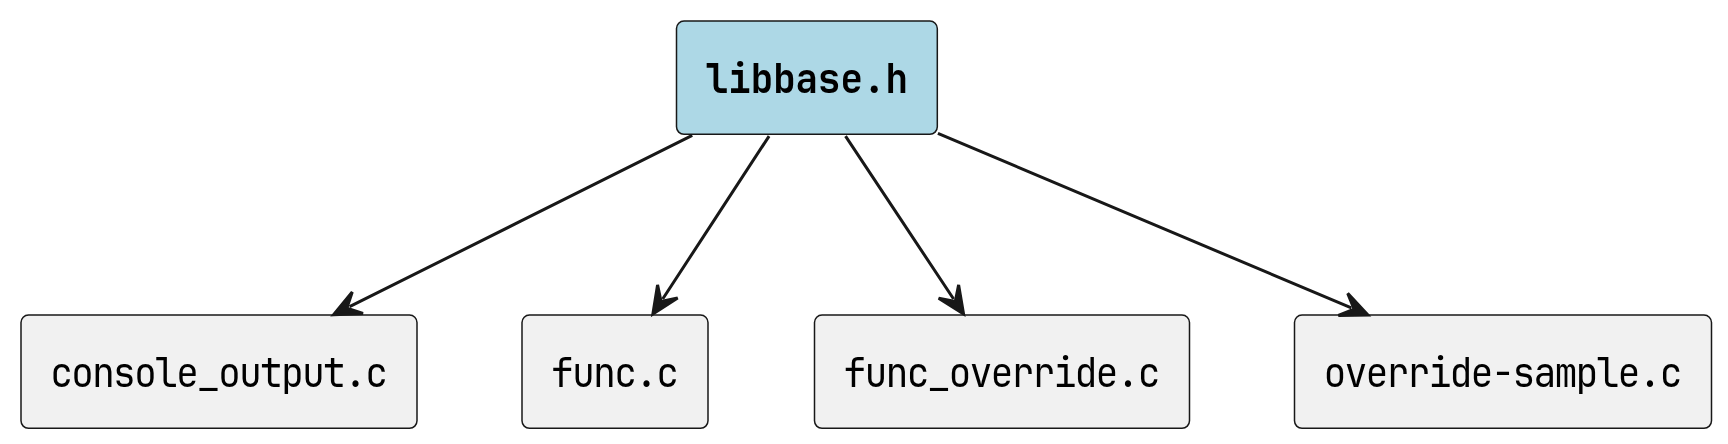 libbase.h
console_output.c
func.c
func_override.c
override-sample.c